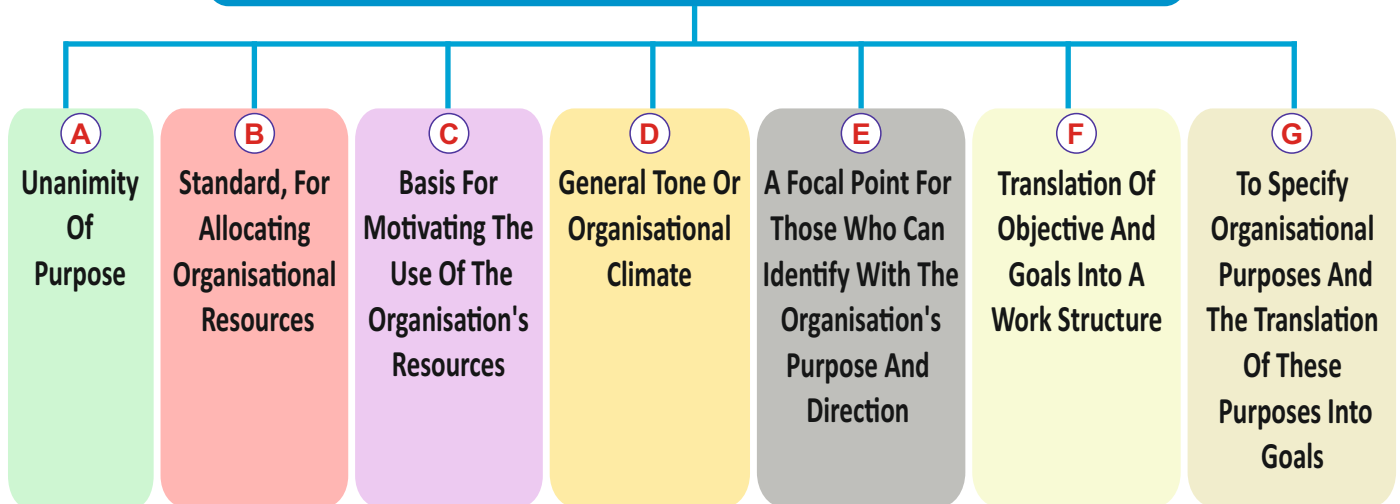 A
Unanimity
Of
Purpose
B
Standard, For
Allocating
Organisational
Resources
C
Basis For
Motivating The
Use Of The
Organisation's
Resources
D
General Tone Or
Organisational
Climate
E
A Focal Point For
Those Who Can
Identify With The
Organisation's
Purpose And
Direction
F
Translation Of
Objective And
Goals Into A
Work Structure
G
To Specify
Organisational
Purposes And
The Translation
Of These
Purposes Into
Goals